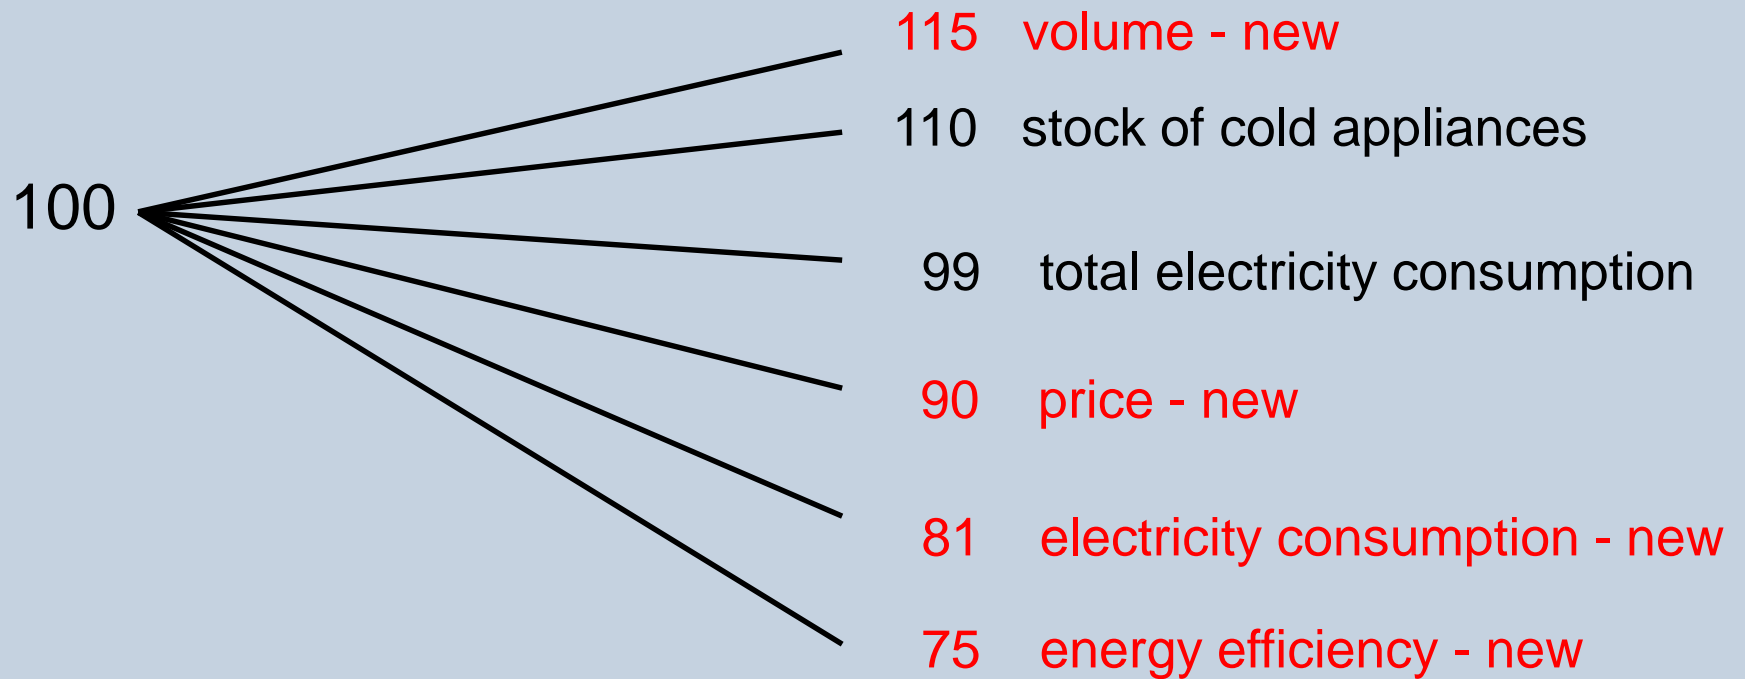 115 volume - new
110 stock of cold appliances
100
99 total electricity consumption
90 price - new
81 electricity consumption - new
75 energy efficiency - new